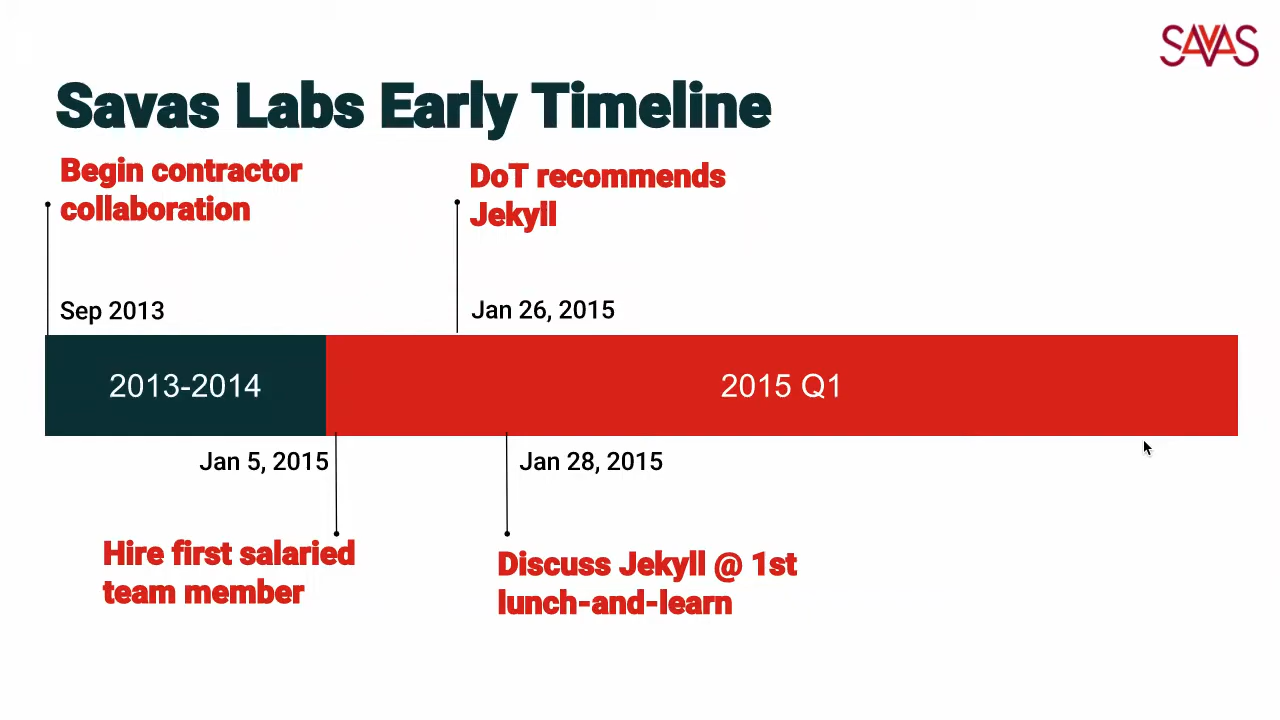 SAVAS
Savas Labs Early Timeline
Begin contractor
collaboration
DoT recommends
Jekyll
Sep 2013
Jan 26, 2015
2013-2014
2015 Q1
Jan 5, 2015
Jan 28, 2015
Hire first salaried
team member
Discuss Jekyll @ 1st
lunch-and-learn